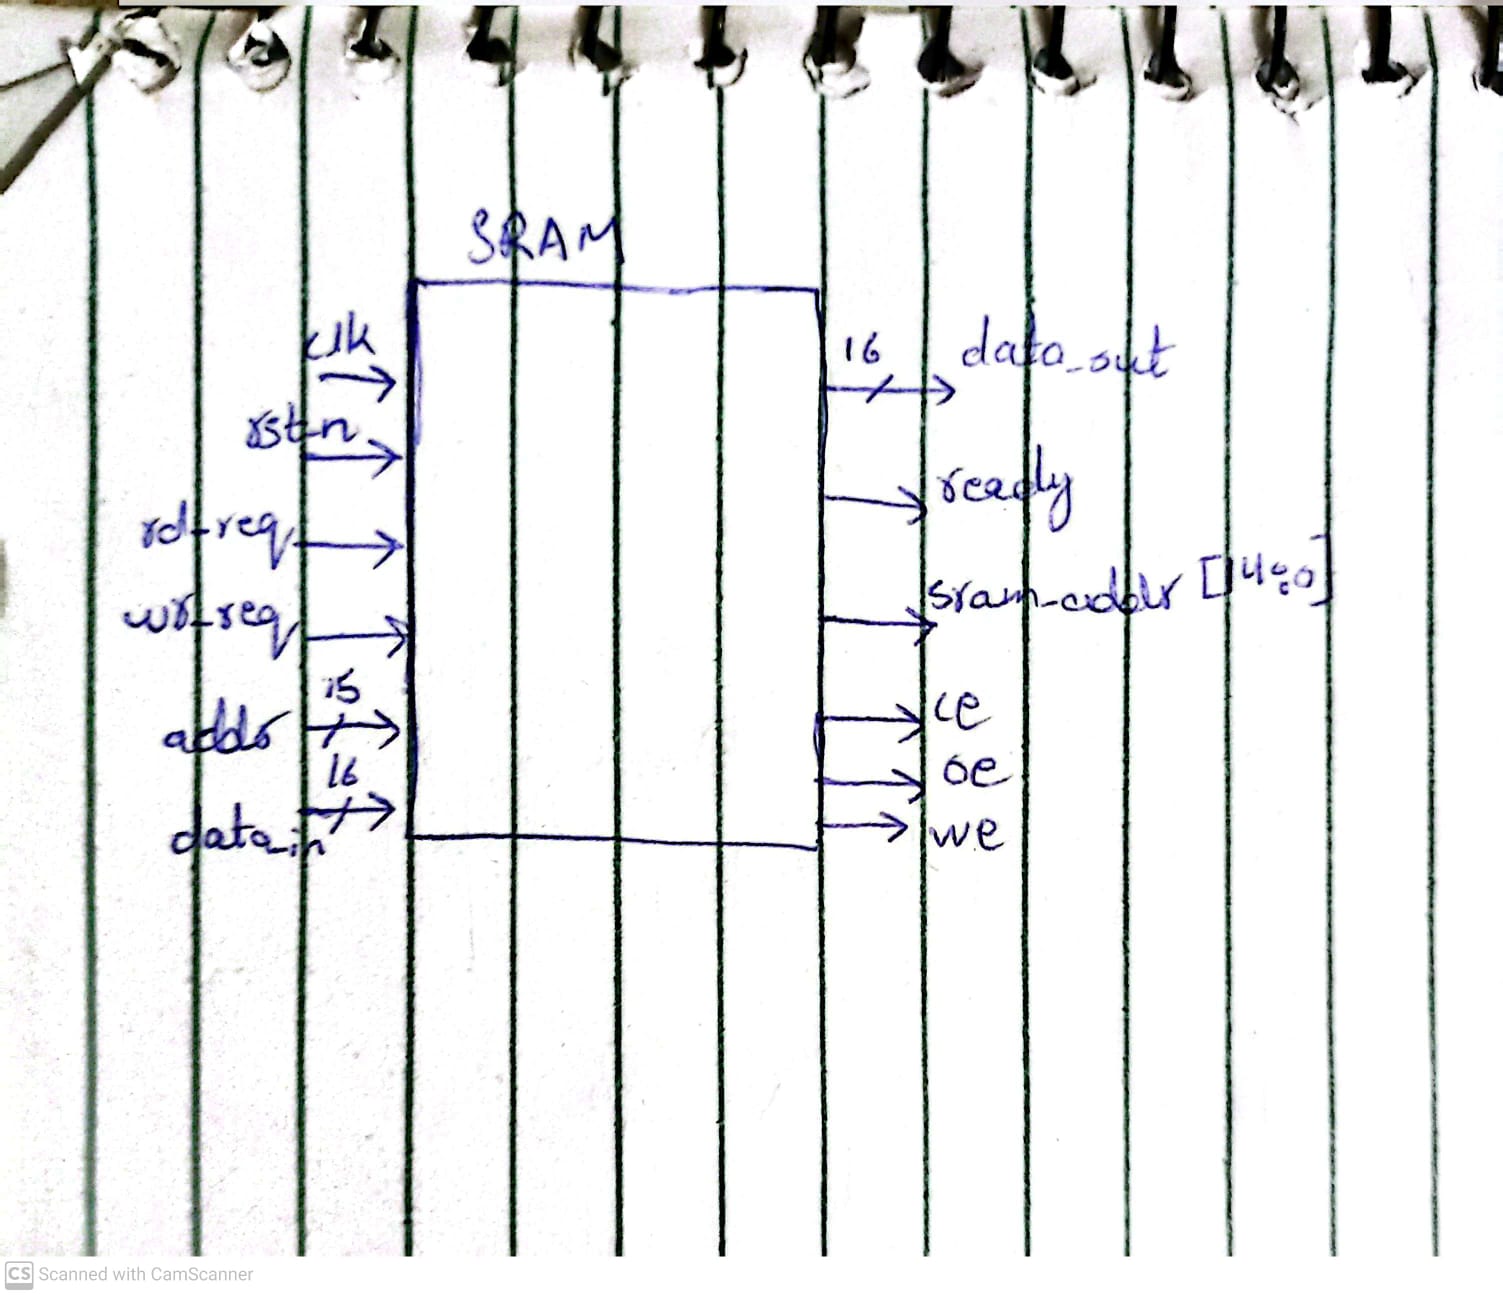 SRAM
clk
16 data_out
rst_n
ready
rd_req
sram_addr [14:0]
wr_req
15
addr
ce
16
oe
data_in
we
CS Scanned with CamScanner